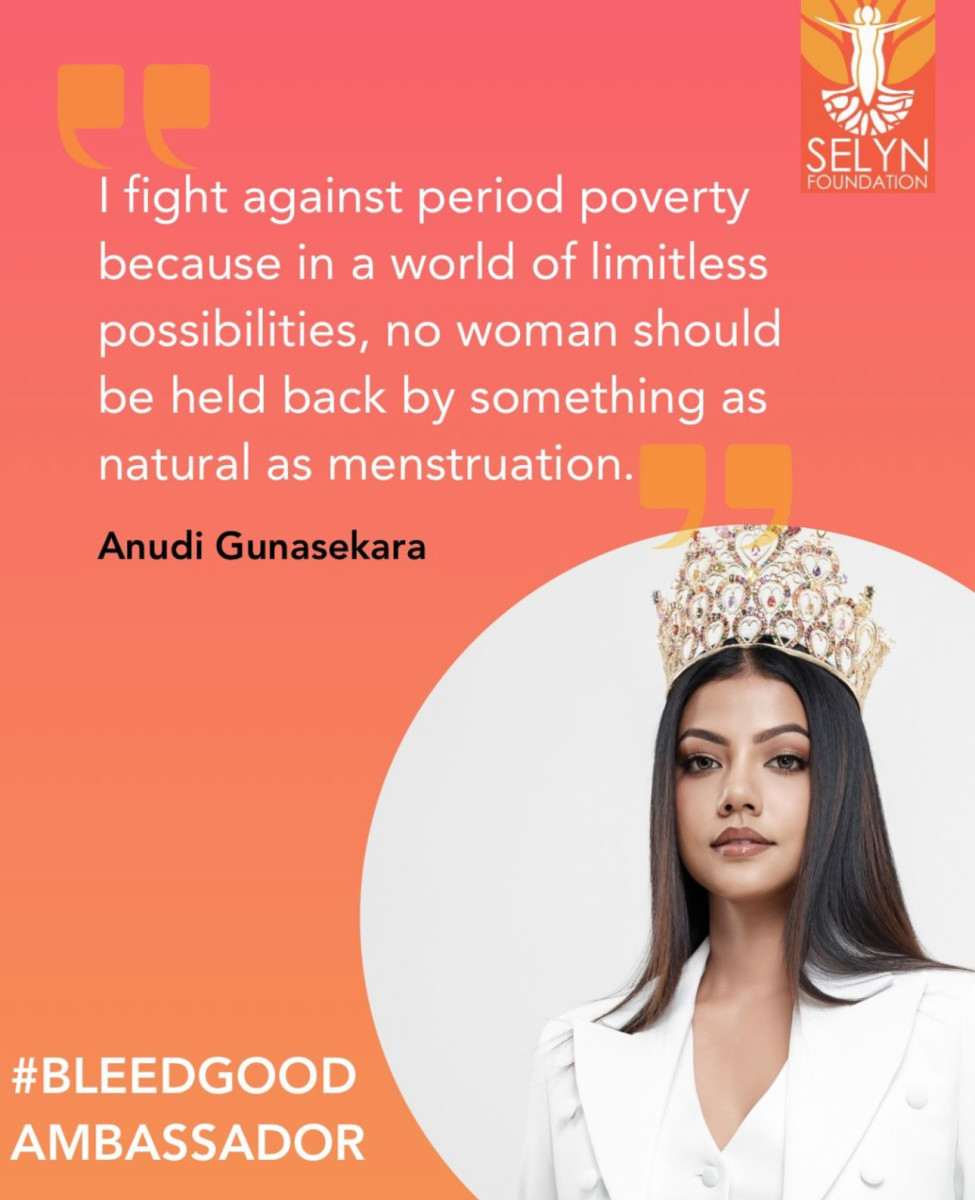 SELYN
FOUNDATION
I fight against period poverty
because in a world of limitless
possibilities, no woman should
be held back by something as
natural as menstruation.
Anudi Gunasekara
#BLEEDGOOD
AMBASSADOR